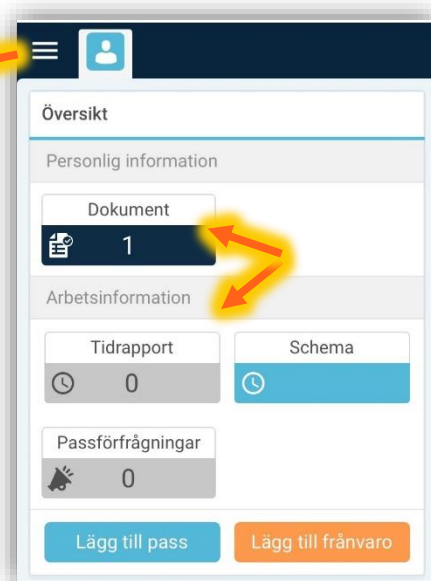 Översikt
Personlig information
Dokument
1
Arbetsinformation
Tidrapport
0
Schema
Passförfrågningar
0
Lägg till pass
Lägg till frånvaro